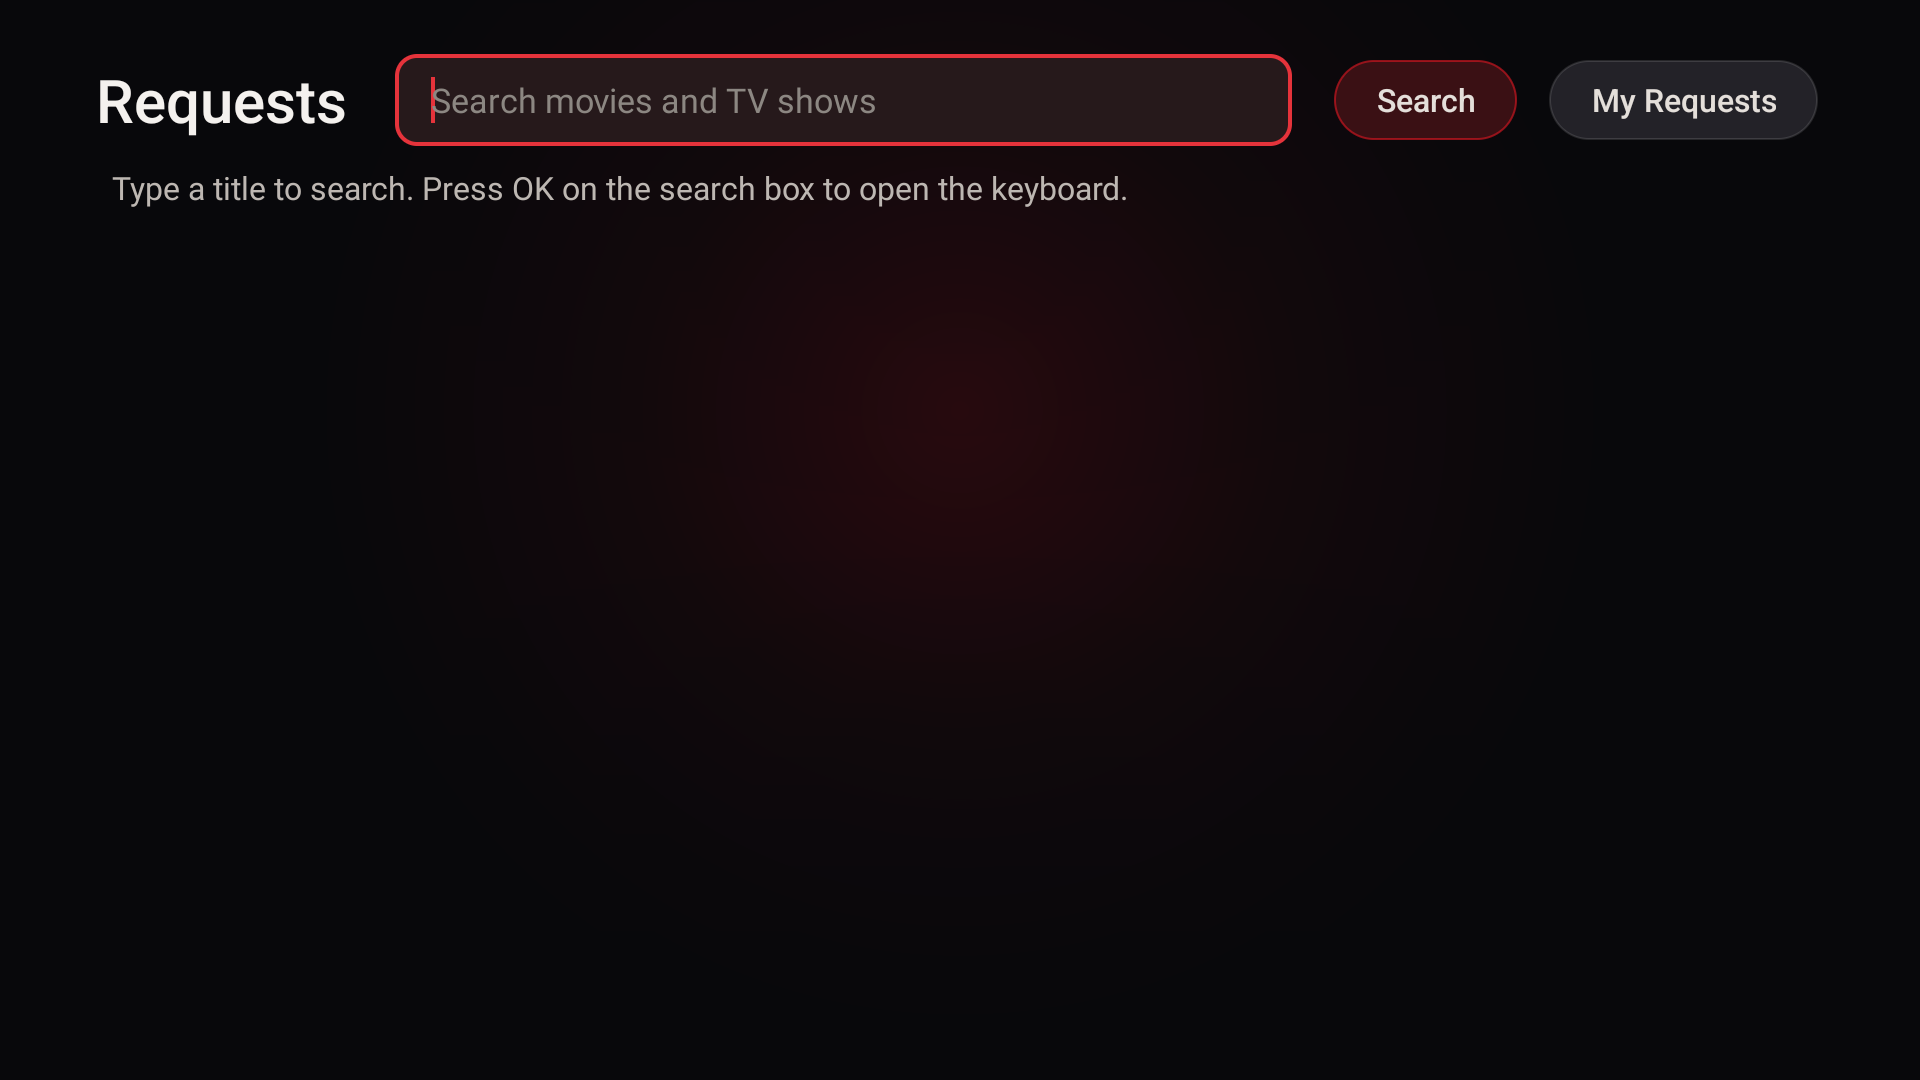 Requests
Search movies and TV shows
Search
My Requests
Type a title to search. Press OK on the search box to open the keyboard.